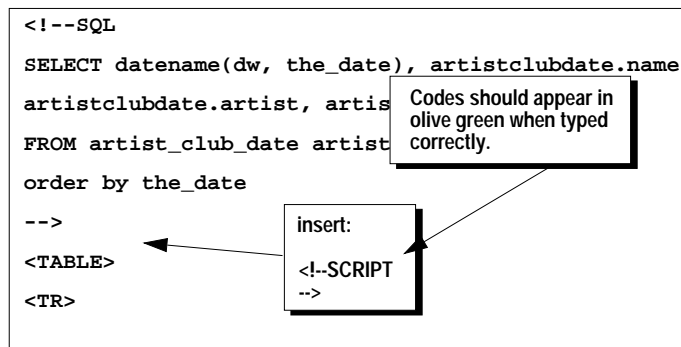 <!--SQL
SELECT datename(dw, the_date), artistclubdate.name
artistclubdate.artist, artis
FROM artist_club_date artist
order by the_date
-->
<TABLE>
<TR>
Codes should appear in
olive green when typed
correctly.
insert:
<!--SCRIPT
-->